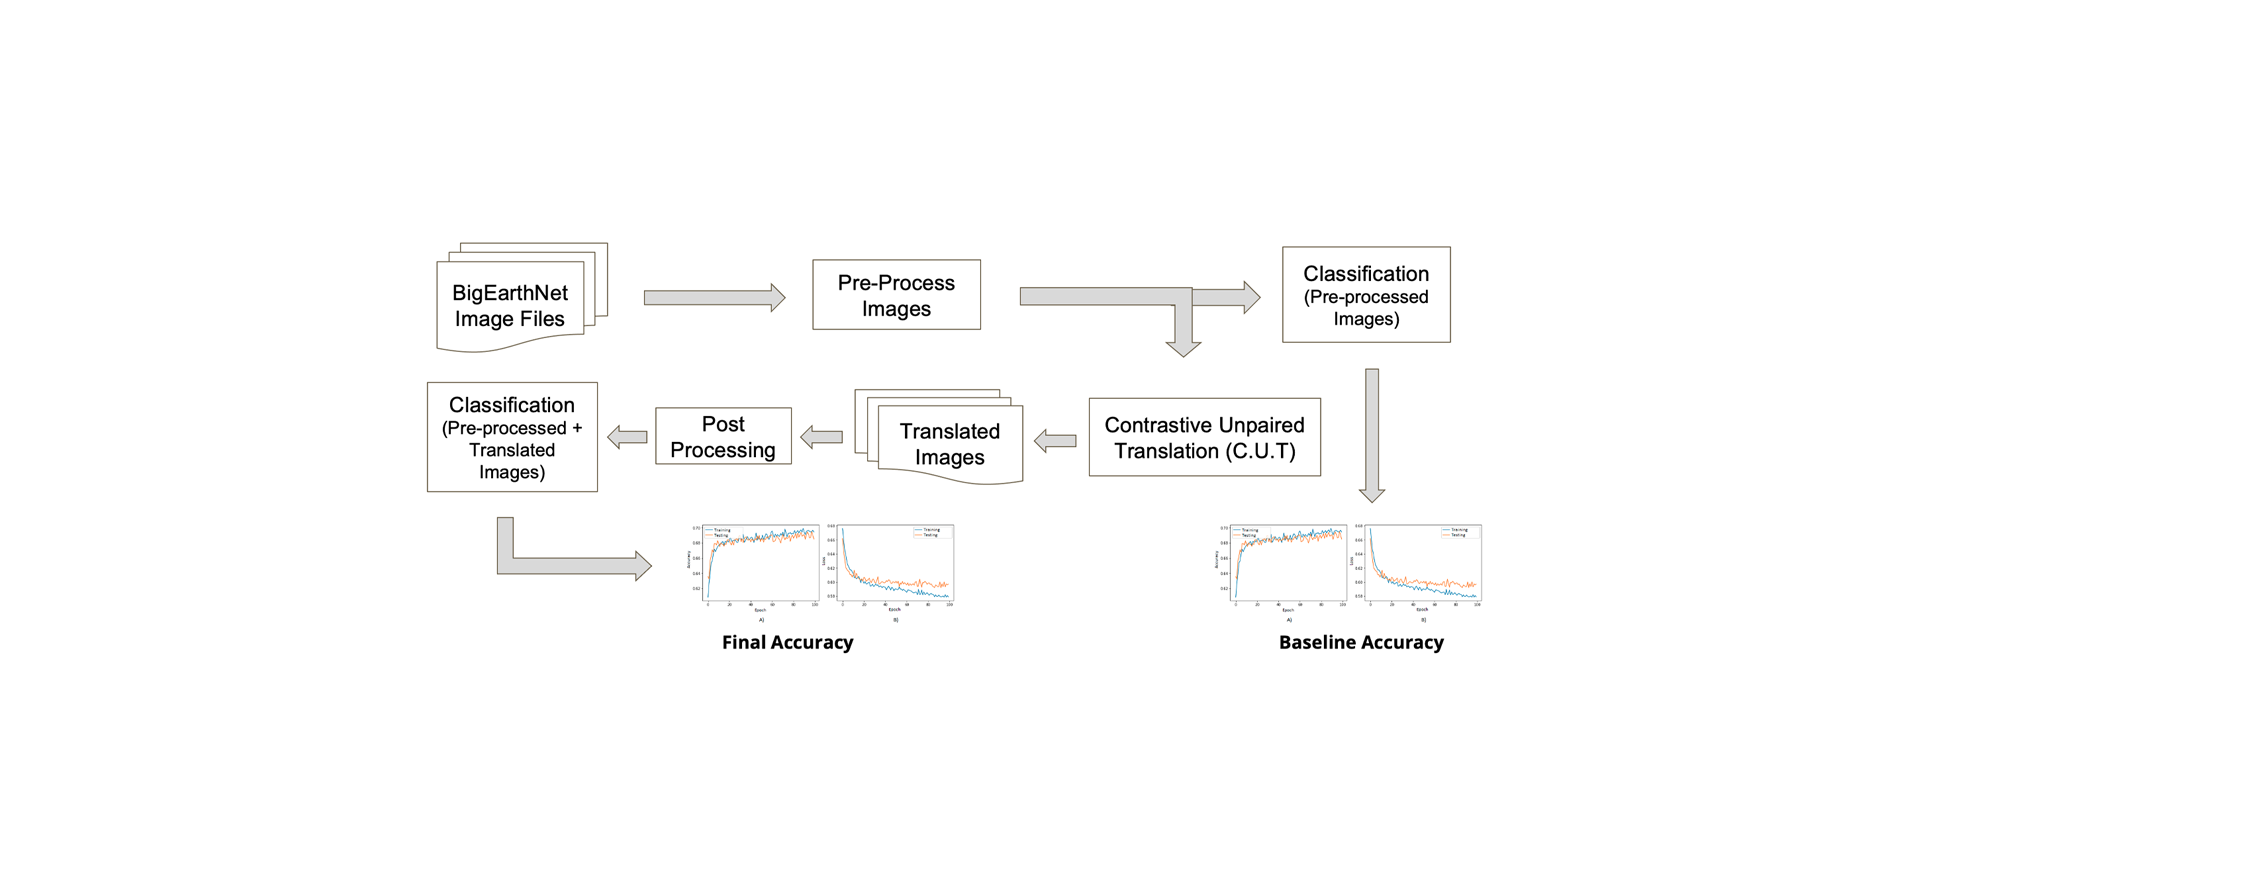 BigEarthNet
Image Files
Pre-Process
Images
Classification
(Pre-processed
Images)
Classification
(Pre-processed +
Translated
Images)
Post
Processing
Translated
Images
Contrastive Unpaired
Translation (C.U.T)
Training
Testing
Accuracy
Epoch
A)
Training
Testing
Loss
Epoch
B)
Final Accuracy
Training
Testing
Accuracy
Epoch
A)
Training
Testing
Loss
Epoch
B)
Baseline Accuracy